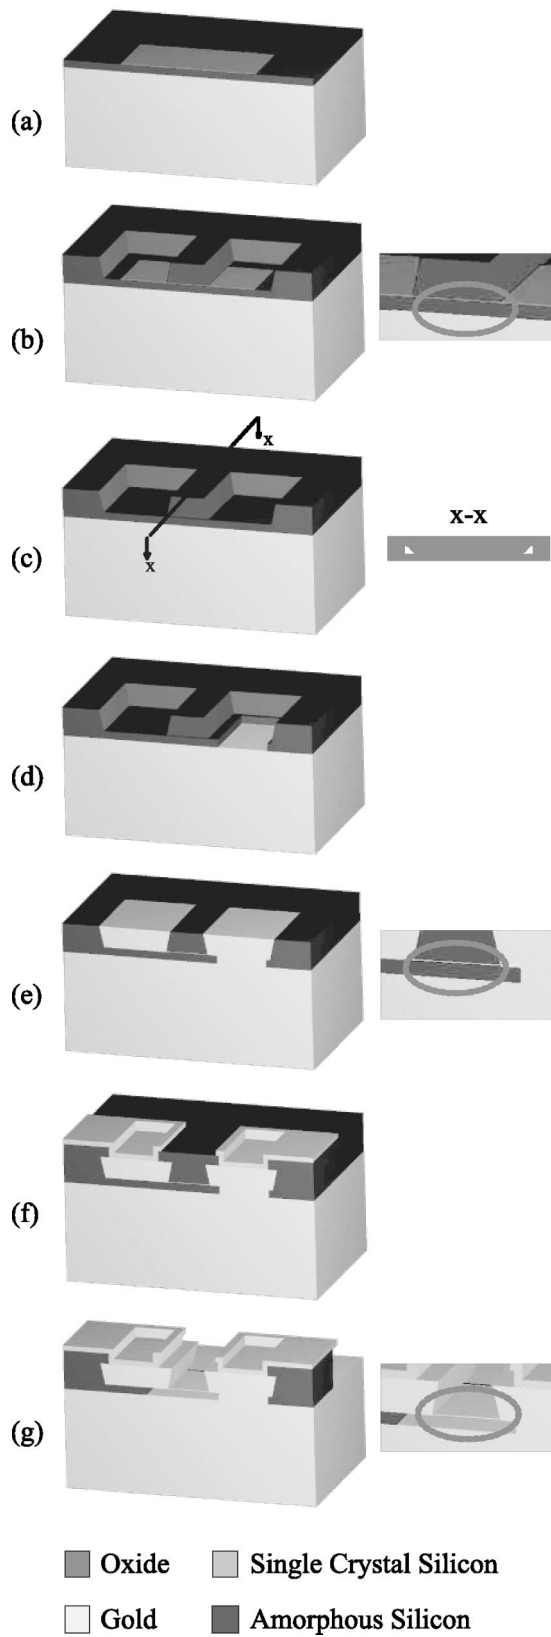 (a)
(b)
x
x
x-x
(c)
(d)
(e)
(f)
(g)
Oxide
Single Crystal Silicon
Gold
Amorphous Silicon